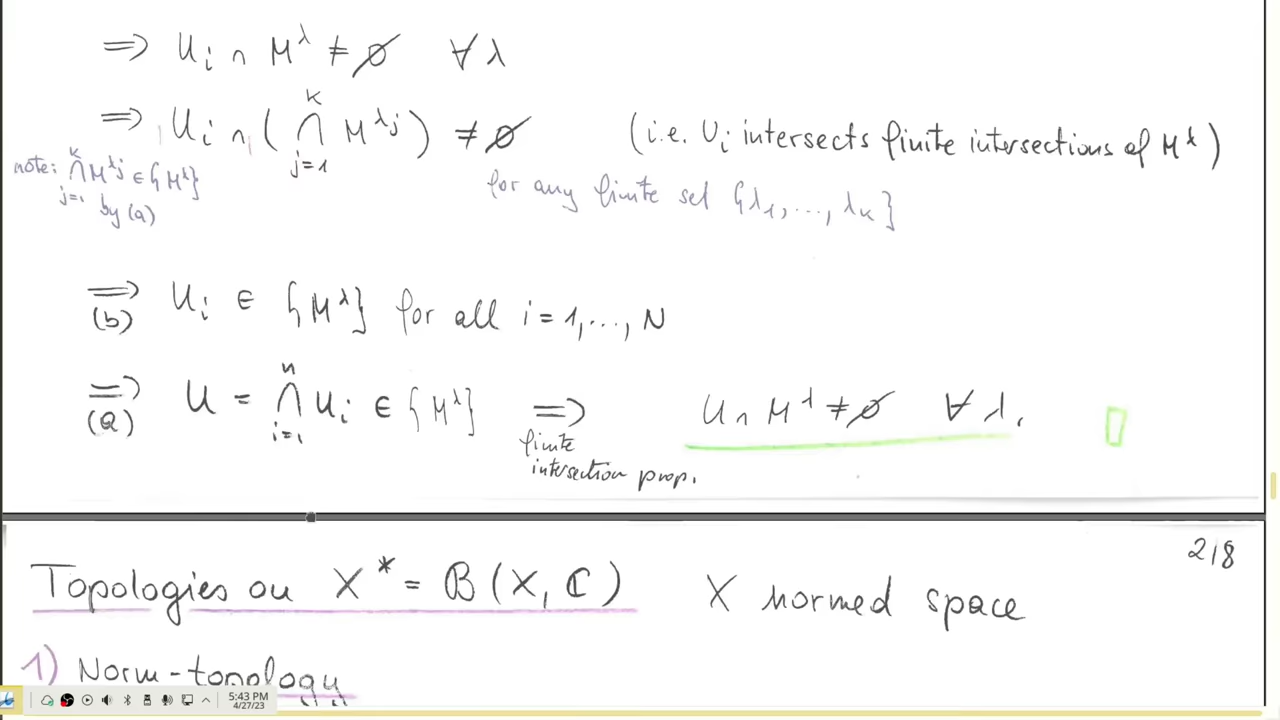 ⟹ U_i ∩ M^λ ≠ ∅ ∀ λ
⟹ U_i ∩ ( ⋂_{j=1}^{k} M^{λ_j} ) ≠ ∅ (i.e. U_i intersects finite intersections of M^λ)
note: ⋂_{j=1}^{k} M^{λ_j} ∈ {M^λ} by (a)
for any finite set {λ_1, ..., λ_k}
⟹ (b) U_i ∈ {M^λ} for all i = 1, ..., N
⟹ (a) U = ⋂_{i=1}^{n} U_i ∈ {M^λ} ⟹ U ∩ M^λ ≠ ∅ ∀ λ.
finite
intersection prop.
218
Topologies on X* = B(X, ℂ) X normed space
1) Norm-topology
5:43 PM
4/27/23